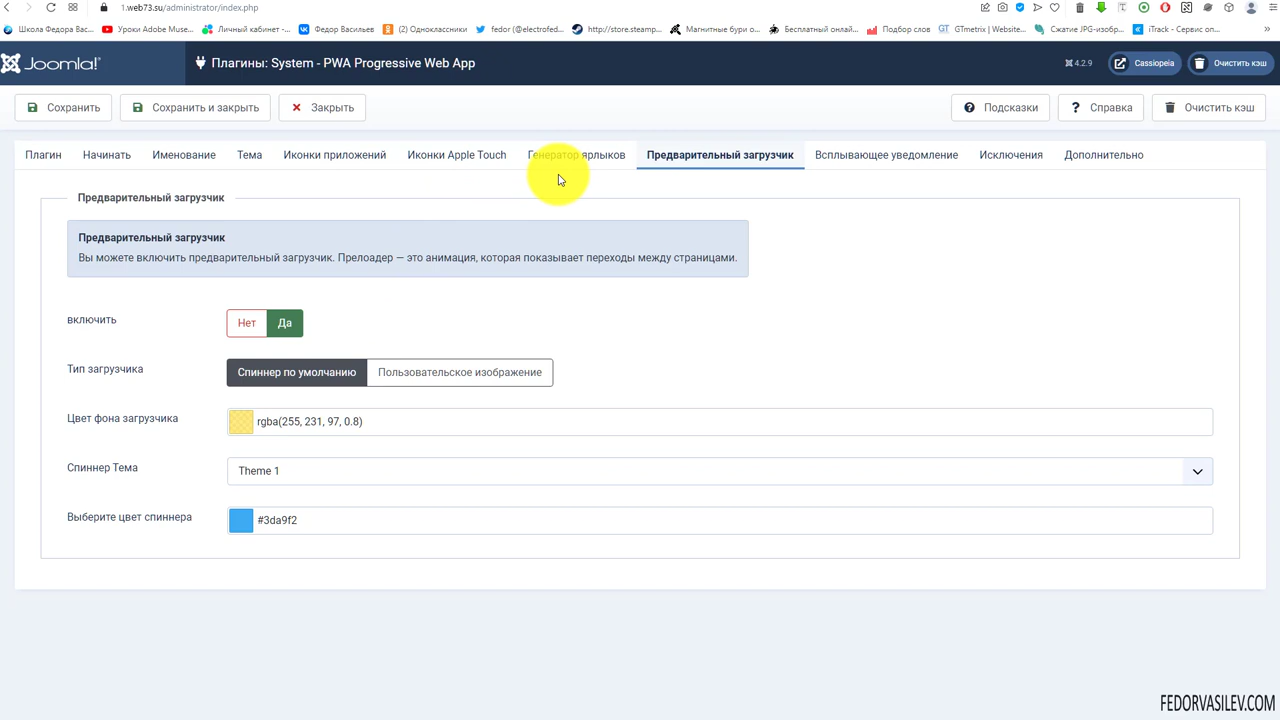 1.web73.su/administrator/index.php
Школа Федора Вас...
Уроки Adobe Muse...
Личный кабинет -...
Федор Васильев
Одноклассники
fedor (@electrofed...
http://store.steamp...
Магнитные бури о...
Бесплатный онлай...
Подбор слов
GT
GTmetrix | Website...
Сжатие JPG-изобр...
iTrack - Сервис оп...
»
Joomla!®
Плагины: System - PWA Progressive Web App
4.2.9
Cassiopeia
Очистить кэш
Сохранить
Сохранить и закрыть
Закрыть
Подсказки
Справка
Очистить кэш
Плагин
Начинать
Именование
Тема
Иконки приложений
Иконки Apple Touch
Генератор ярлыков
Предварительный загрузчик
Всплывающее уведомление
Исключения
Дополнительно
Предварительный загрузчик
Предварительный загрузчик
Вы можете включить предварительный загрузчик. Прелоадер — это анимация, которая показывает переходы между страницами.
включить
Нет
Да
Тип загрузчика
Спиннер по умолчанию
Пользовательское изображение
Цвет фона загрузчика
rgba(255, 231, 97, 0.8)
Спиннер Тема
Theme 1
Выберите цвет спиннера
#3da9f2
FEDORVASILEV.COM